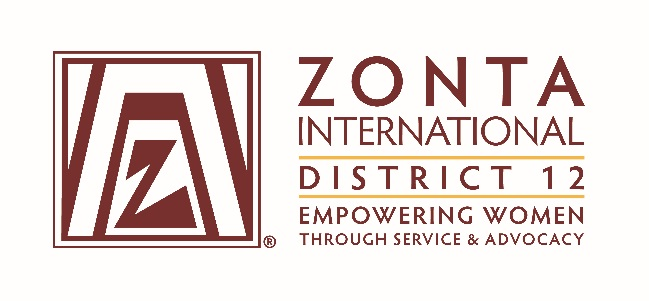 ZONTA
INTERNATIONAL
DISTRICT 12
EMPOWERING WOMEN
THROUGH SERVICE & ADVOCACY
®